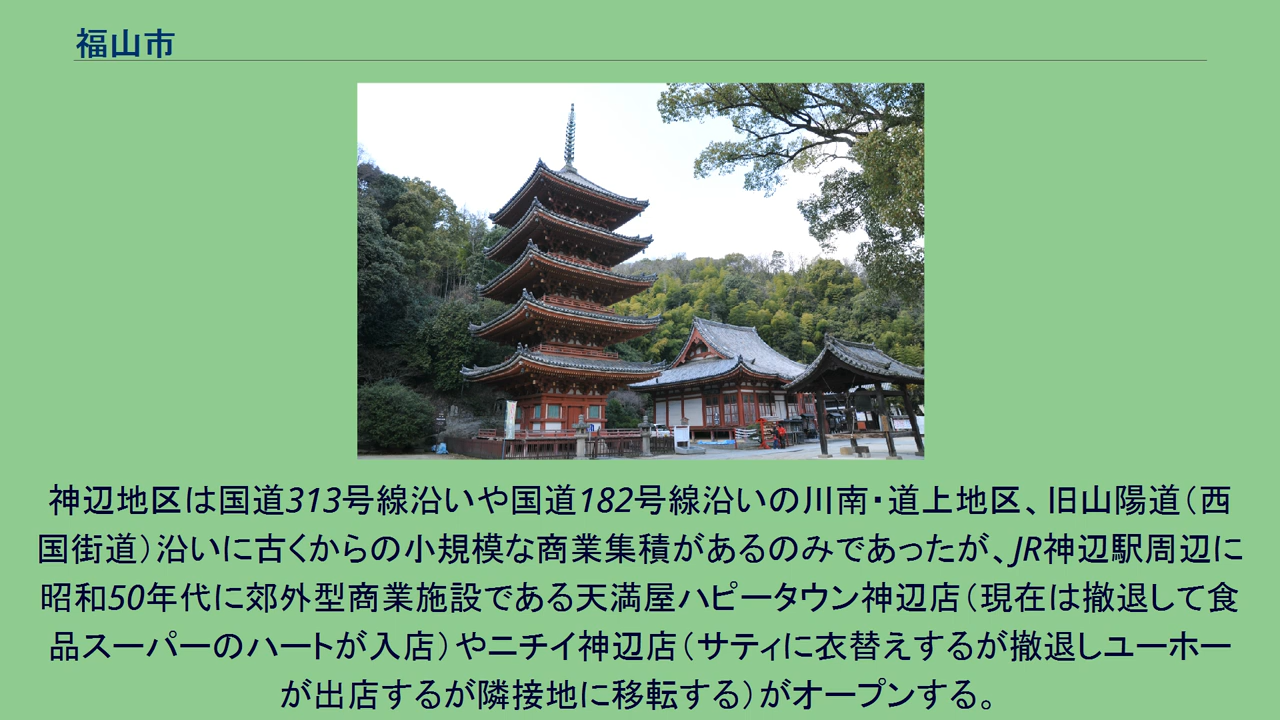 福山市
神辺地区は国道313号線沿いや国道182号線沿いの川南・道上地区、旧山陽道（西
国街道）沿いに古くからの小規模な商業集積があるのみであったが、JR神辺駅周辺に
昭和50年代に郊外型商業施設である天満屋ハピータウン神辺店（現在は撤退して食
品スーパーのハートが入店）やニチイ神辺店（サティに衣替えするが撤退しユーホー
が出店するが隣接地に移転する）がオープンする。